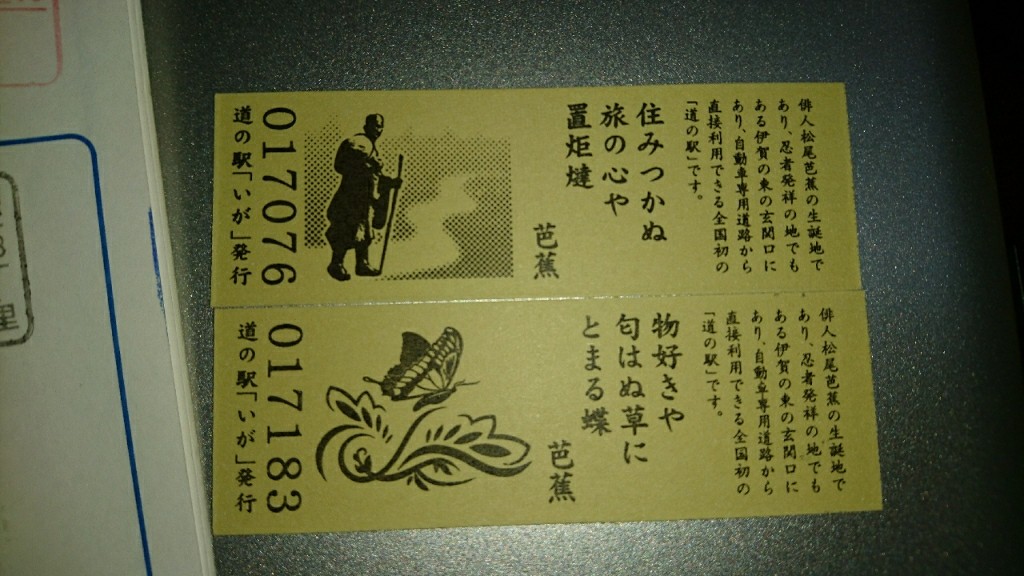 俳人松尾芭蕉の生誕地で
あり、忍者発祥の地でも
ある伊賀の東の玄関口に
あり、自動車専用道路から
直接利用できる全国初の
「道の駅」です。
住みつかぬ
旅の心や
置炬燵
芭蕉
017076
道の駅「いが」発行
俳人松尾芭蕉の生誕地で
あり、忍者発祥の地でも
ある伊賀の東の玄関口に
あり、自動車専用道路から
直接利用できる全国初の
「道の駅」です。
物好きや
匂はぬ草に
とまる蝶
芭蕉
017183
道の駅「いが」発行
里